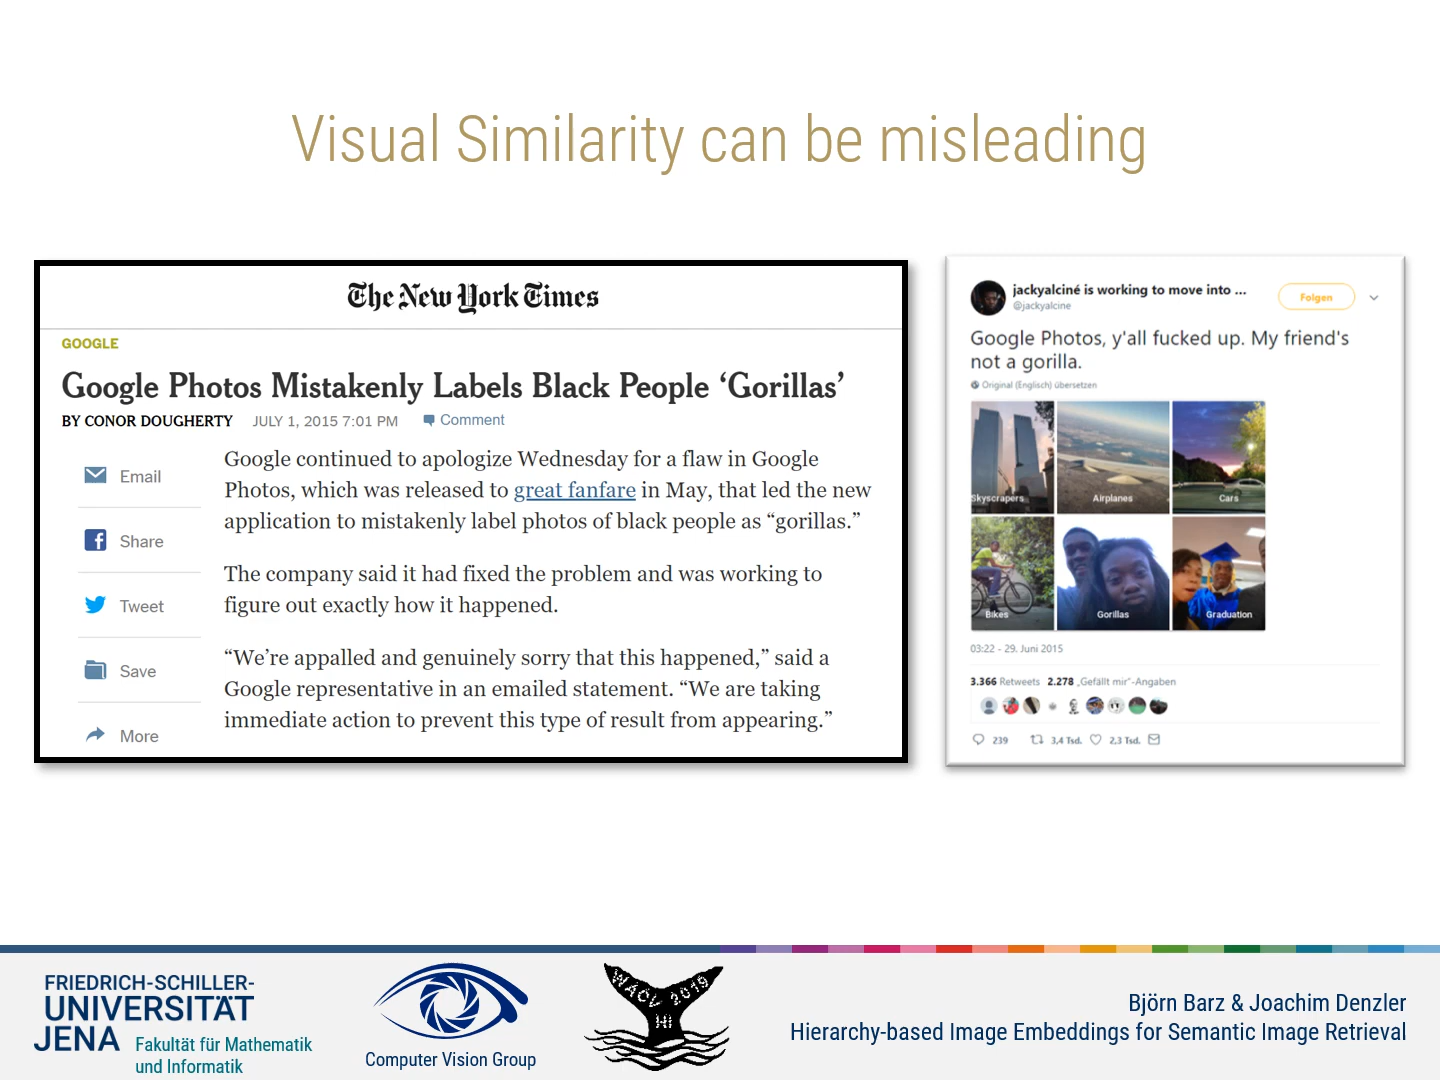 Visual Similarity can be misleading
The New York Times
GOOGLE
Google Photos Mistakenly Labels Black People ‘Gorillas’
BY CONOR DOUGHERTY JULY 1, 2015 7:01 PM Comment
Email
Share
Tweet
Save
More
Google continued to apologize Wednesday for a flaw in Google
Photos, which was released to great fanfare in May, that led the new
application to mistakenly label photos of black people as “gorillas.”
The company said it had fixed the problem and was working to
figure out exactly how it happened.
“We’re appalled and genuinely sorry that this happened,” said a
Google representative in an emailed statement. “We are taking
immediate action to prevent this type of result from appearing.”
jackyalciné is working to move into ...
@jackyalcine
Folgen
Google Photos, y'all fucked up. My friend's
not a gorilla.
Original (Englisch) übersetzen
Skyscrapers Airplanes Cars
Bikes Gorillas Graduation
03:22 - 29. Juni 2015
3.366 Retweets 2.278 „Gefällt mir“-Angaben
239 3,4 Tsd. 2,3 Tsd.
FRIEDRICH-SCHILLER-
UNIVERSITÄT
JENA
Fakultät für Mathematik
und Informatik
Computer Vision Group
WACV 2019
HI
Björn Barz & Joachim Denzler
Hierarchy-based Image Embeddings for Semantic Image Retrieval